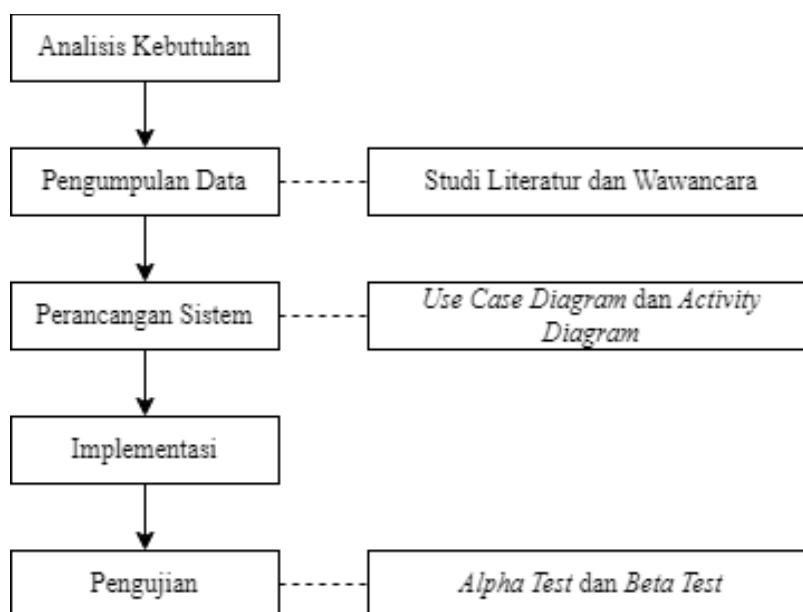 Analisis Kebutuhan
Pengumpulan Data
Studi Literatur dan Wawancara
Perancangan Sistem
Use Case Diagram dan Activity
Diagram
Implementasi
Pengujian
Alpha Test dan Beta Test